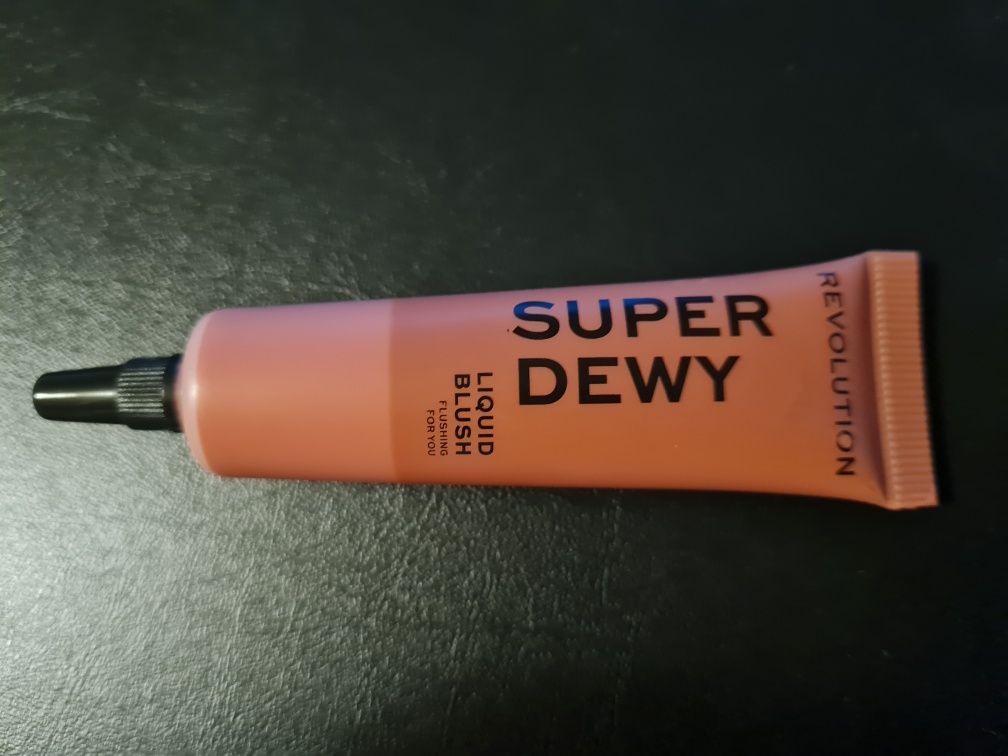 SUPER
DEWY
LIQUID
BLUSH
FLUSHING
FOR YOU
REVOLUTION